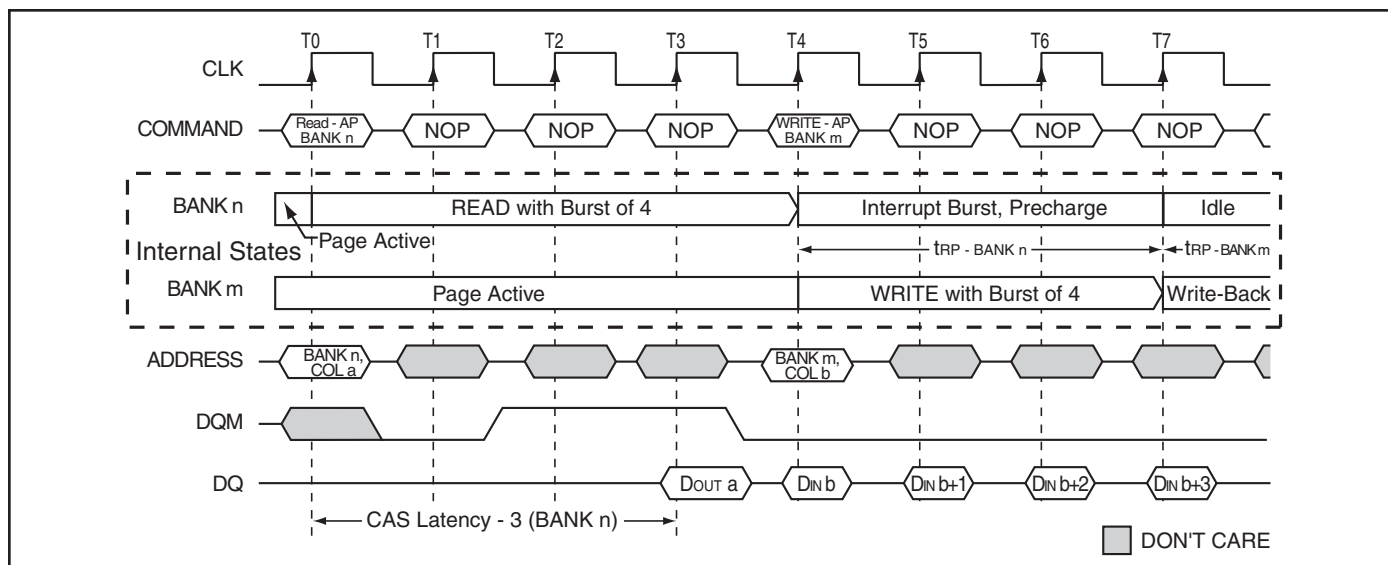 T0 T1 T2 T3 T4 T5 T6 T7
CLK
COMMAND Read - AP BANK n NOP NOP NOP WRITE - AP BANK m NOP NOP NOP
BANK n READ with Burst of 4 Interrupt Burst, Precharge Idle
Internal States Page Active tRP - BANK n tRP - BANK m
BANK m Page Active WRITE with Burst of 4 Write-Back
ADDRESS BANK n, COL a BANK m, COL b
DQM
DQ DOUT a DIN b DIN b+1 DIN b+2 DIN b+3
CAS Latency - 3 (BANK n)
DON'T CARE